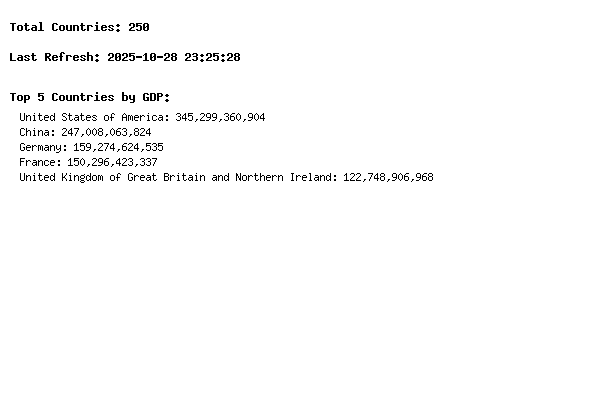 Total Countries: 250
Last Refresh: 2025-10-28 23:25:28
Top 5 Countries by GDP:
United States of America: 345,299,360,904
China: 247,008,063,824
Germany: 159,274,624,535
France: 150,296,423,337
United Kingdom of Great Britain and Northern Ireland: 122,748,906,968